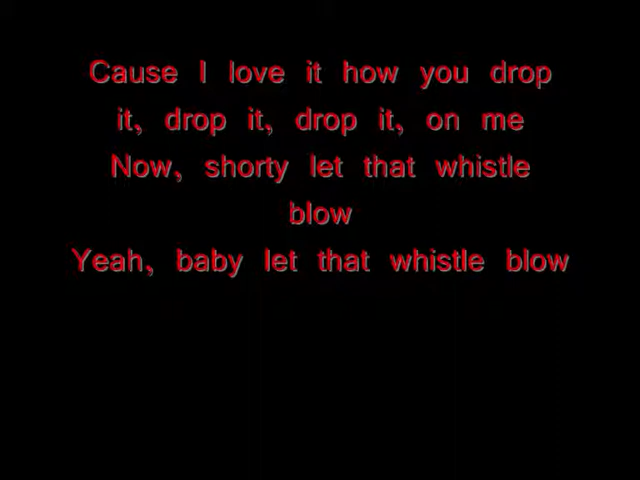 Cause I love it how you drop
it, drop it, drop it, on me
Now, shorty let that whistle
blow
Yeah, baby let that whistle blow